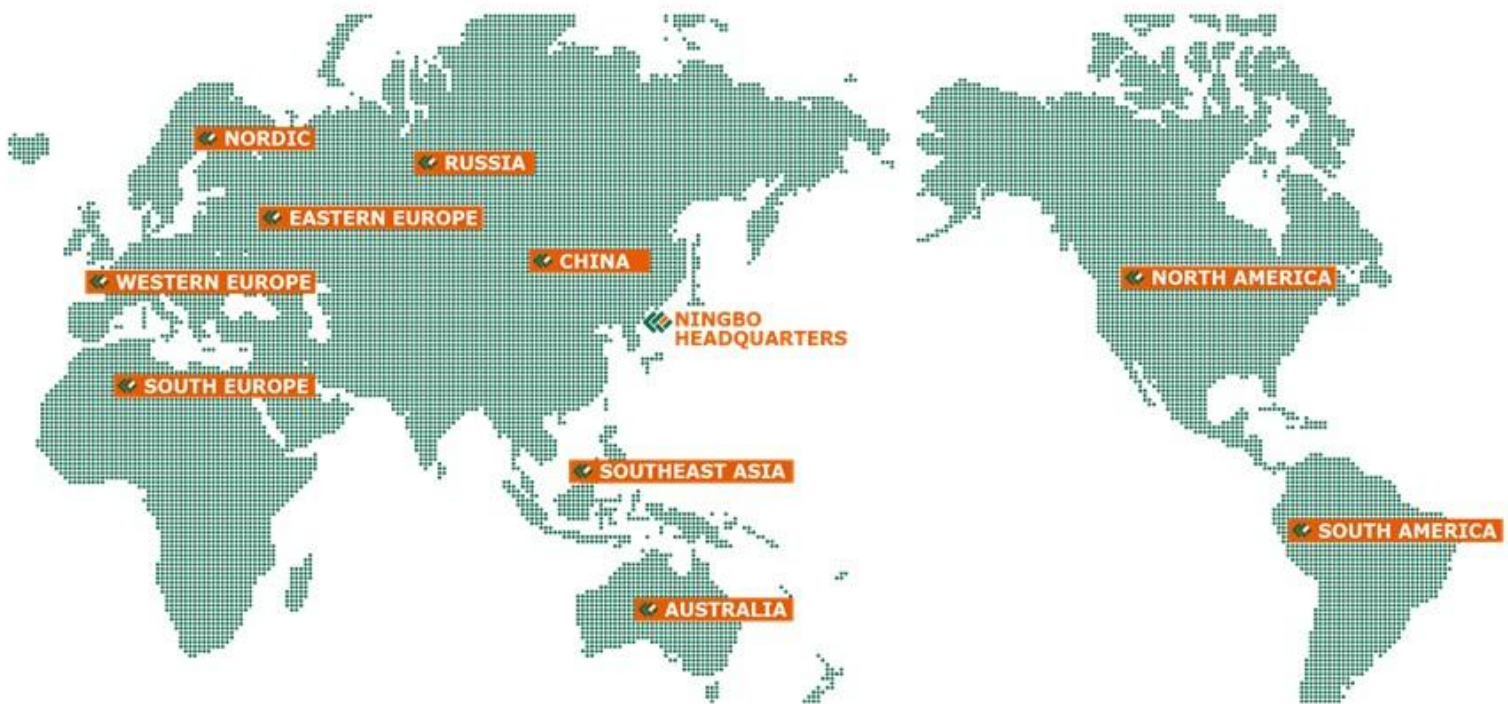 NORDIC
RUSSIA
EASTERN EUROPE
CHINA
WESTERN EUROPE
NORTH AMERICA
NINGBO
HEADQUARTERS
SOUTH EUROPE
SOUTHEAST ASIA
SOUTH AMERICA
AUSTRALIA